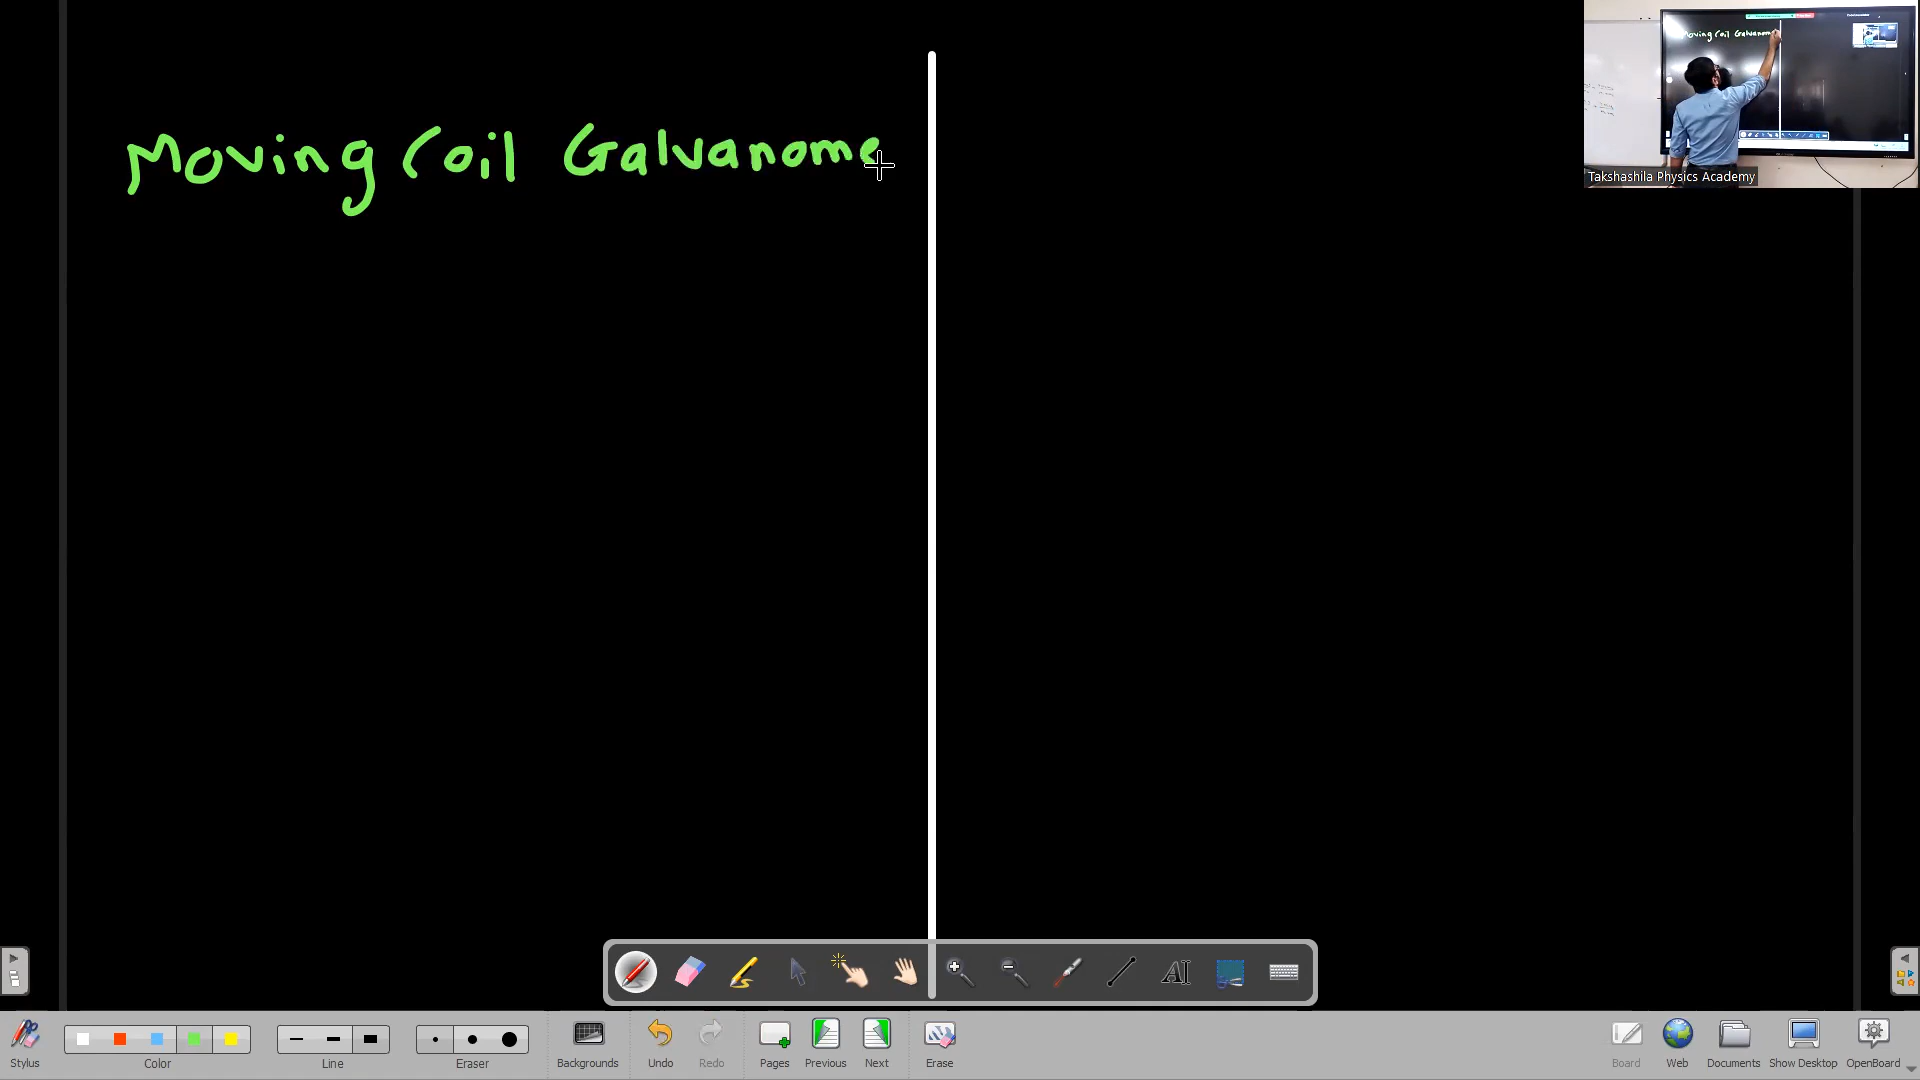 Moving Coil Galvanome
Takshashila Physics Academy
Stylus
Color
Line
Eraser
Backgrounds
Undo
Redo
Pages
Previous
Next
Erase
Board
Web
Documents
Show Desktop
OpenBoard